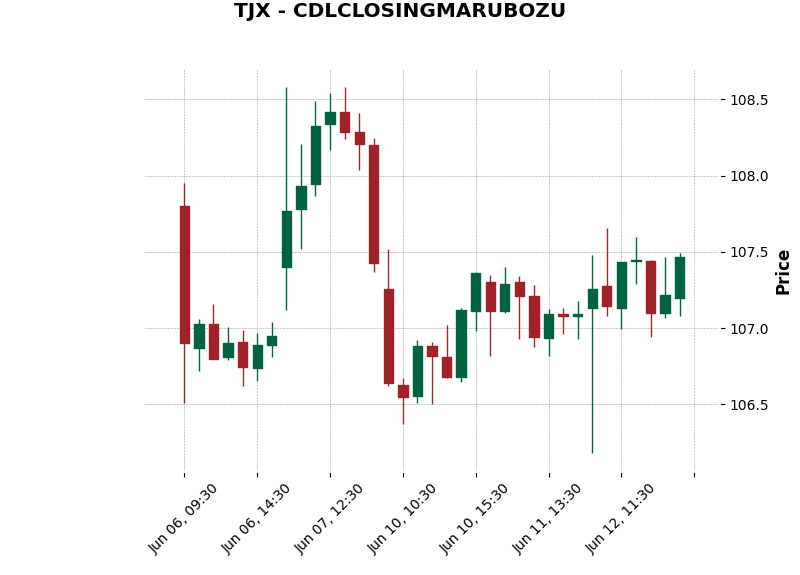 TJX - CDLCLOSINGMARUBOZU
108.5
108.0
107.5
107.0
106.5
Price
Jun 06, 09:30
Jun 06, 14:30
Jun 07, 12:30
Jun 10, 10:30
Jun 10, 15:30
Jun 11, 13:30
Jun 12, 11:30